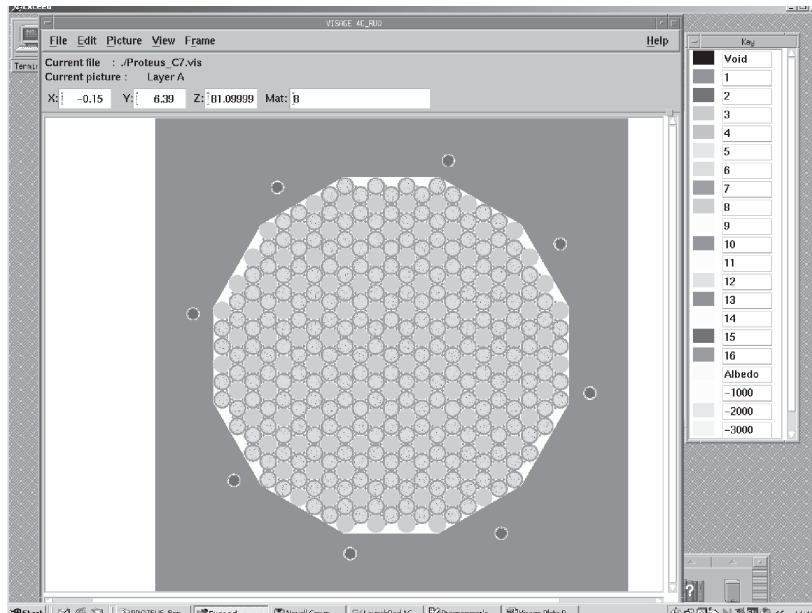 VISAGE 4C_RUO
File Edit Picture View Frame Help
Current file : ./Proteus_C7.vis
Current picture : Layer A
X: -0.15 Y: 6.39 Z: 81.09999 Mat: 8
Key
Void
1
2
3
4
5
6
7
8
9
10
11
12
13
14
15
16
Albedo
-1000
-2000
-3000
Start
Exceed